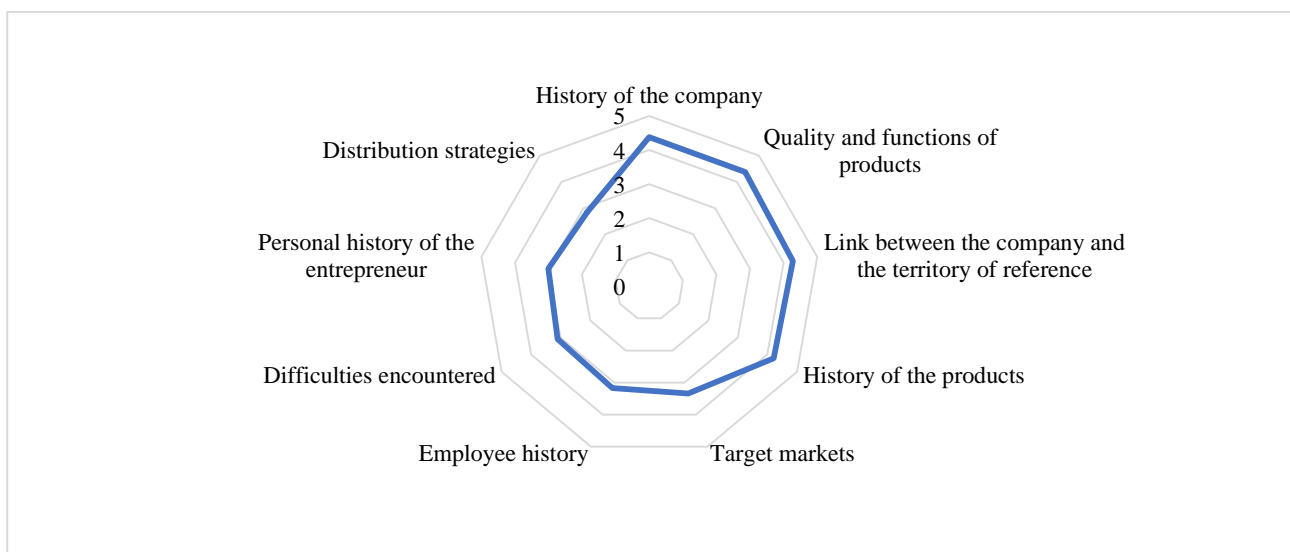 History of the company
Quality and functions of
products
Link between the company and
the territory of reference
History of the products
Target markets
Employee history
Difficulties encountered
Personal history of the
entrepreneur
Distribution strategies
5
4
3
2
1
0